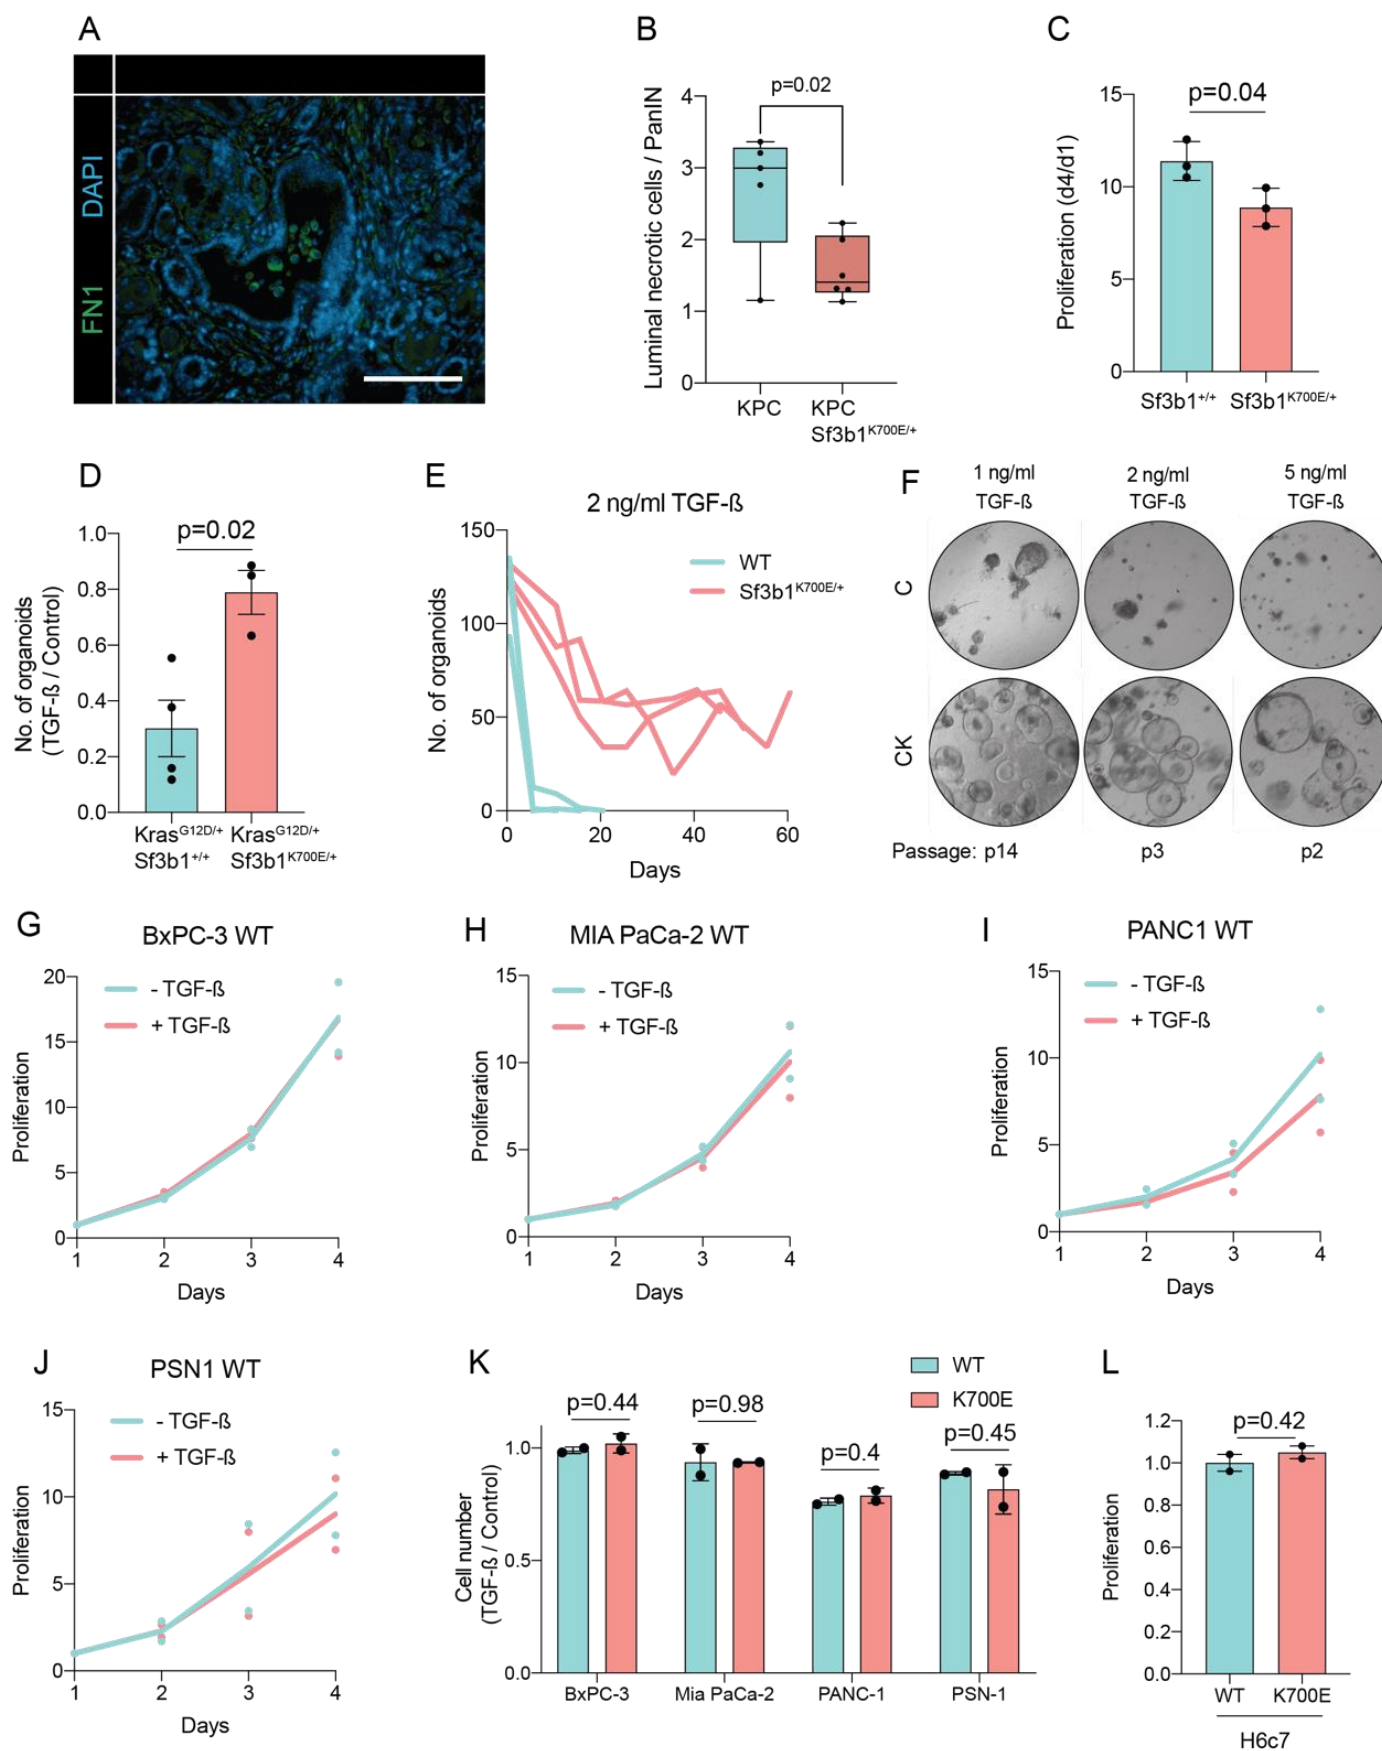 A
FN1 DAPI
B
Luminal necrotic cells / PanIN
4
3
2
1
0
p=0.02
KPC
KPC
Sf3b1K700E/+
C
Proliferation (d4/d1)
15
10
5
0
p=0.04
Sf3b1+/+
Sf3b1K700E/+
D
No. of organoids
(TGF-ß / Control)
1.0
0.8
0.6
0.4
0.2
0.0
p=0.02
KrasG12D/+
Sf3b1+/+
KrasG12D/+
Sf3b1K700E/+
E
2 ng/ml TGF-ß
No. of organoids
150
100
50
0
WT
Sf3b1K700E/+
0 20 40 60
Days
F
1 ng/ml
TGF-ß
2 ng/ml
TGF-ß
5 ng/ml
TGF-ß
C
CK
Passage: p14
p3
p2
G
BxPC-3 WT
Proliferation
20
15
10
5
0
- TGF-ß
+ TGF-ß
1 2 3 4
Days
H
MIA PaCa-2 WT
Proliferation
15
10
5
0
- TGF-ß
+ TGF-ß
1 2 3 4
Days
I
PANC1 WT
Proliferation
15
10
5
0
- TGF-ß
+ TGF-ß
1 2 3 4
Days
J
PSN1 WT
Proliferation
15
10
5
0
- TGF-ß
+ TGF-ß
1 2 3 4
Days
K
WT
K700E
Cell number
(TGF-ß / Control)
1.0
0.5
0.0
p=0.44
p=0.98
p=0.4
p=0.45
BxPC-3
Mia PaCa-2
PANC-1
PSN-1
L
Proliferation
1.2
1.0
0.8
0.6
0.4
0.2
0.0
p=0.42
WT K700E
H6c7